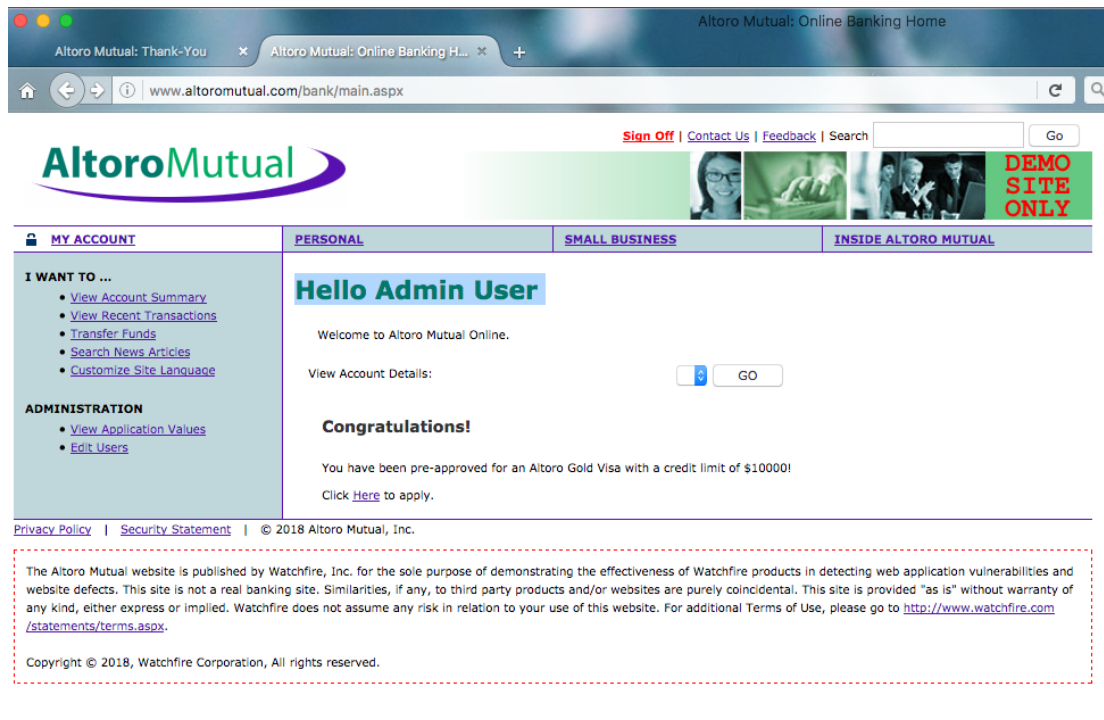 Altoro Mutual: Online Banking Home
Altoro Mutual: Thank-You × Altoro Mutual: Online Banking H... × +
www.altoromutual.com/bank/main.aspx
Sign Off | Contact Us | Feedback | Search Go
AltoroMutual
DEMO
SITE
ONLY
MY ACCOUNT PERSONAL SMALL BUSINESS INSIDE ALTORO MUTUAL
I WANT TO ...
• View Account Summary
• View Recent Transactions
• Transfer Funds
• Search News Articles
• Customize Site Language
ADMINISTRATION
• View Application Values
• Edit Users
Hello Admin User
Welcome to Altoro Mutual Online.
View Account Details: GO
Congratulations!
You have been pre-approved for an Altoro Gold Visa with a credit limit of $10000!
Click Here to apply.
Privacy Policy | Security Statement | © 2018 Altoro Mutual, Inc.
The Altoro Mutual website is published by Watchfire, Inc. for the sole purpose of demonstrating the effectiveness of Watchfire products in detecting web application vulnerabilities and
website defects. This site is not a real banking site. Similarities, if any, to third party products and/or websites are purely coincidental. This site is provided "as is" without warranty of
any kind, either express or implied. Watchfire does not assume any risk in relation to your use of this website. For additional Terms of Use, please go to http://www.watchfire.com
/statements/terms.aspx.
Copyright © 2018, Watchfire Corporation, All rights reserved.